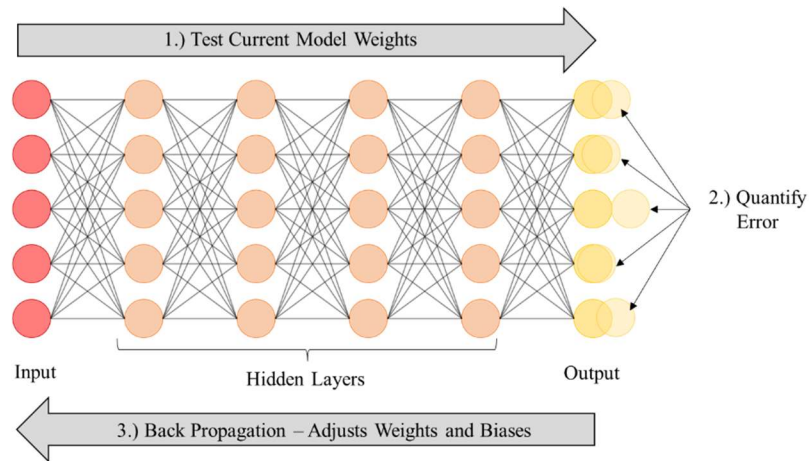 1.) Test Current Model Weights
2.) Quantify
Error
Input
Hidden Layers
Output
3.) Back Propagation – Adjusts Weights and Biases